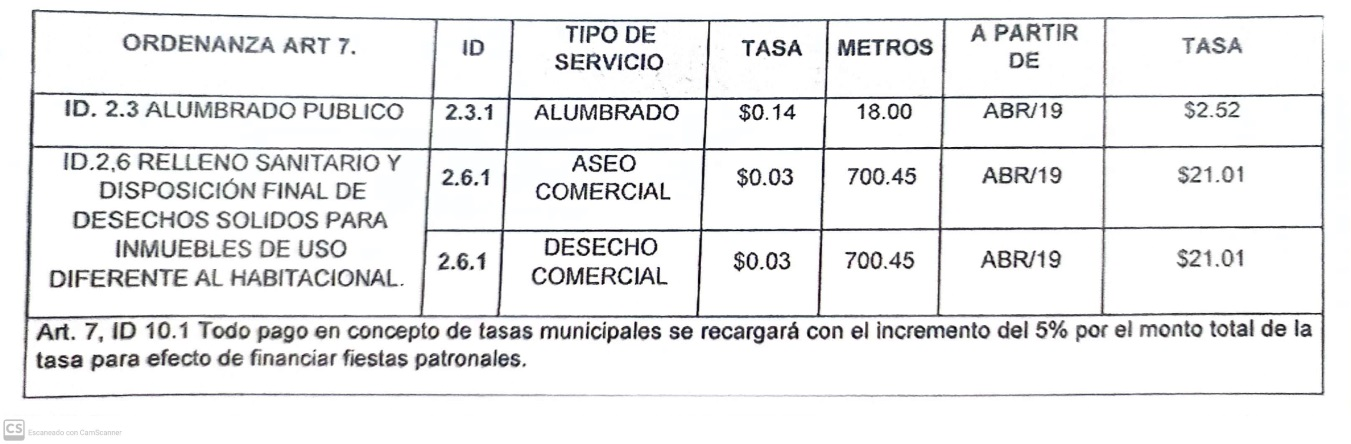 ORDENANZA ART 7. ID TIPO DE SERVICIO TASA METROS A PARTIR DE TASA
ID. 2.3 ALUMBRADO PUBLICO 2.3.1 ALUMBRADO $0.14 18.00 ABR/19 $2.52
ID.2,6 RELLENO SANITARIO Y
DISPOSICIÓN FINAL DE
DESECHOS SOLIDOS PARA
INMUEBLES DE USO
DIFERENTE AL HABITACIONAL.
2.6.1 ASEO COMERCIAL $0.03 700.45 ABR/19 $21.01
2.6.1 DESECHO COMERCIAL $0.03 700.45 ABR/19 $21.01
Art. 7, ID 10.1 Todo pago en concepto de tasas municipales se recargará con el incremento del 5% por el monto total de la
tasa para efecto de financiar fiestas patronales.
CS Escaneado con CamScanner